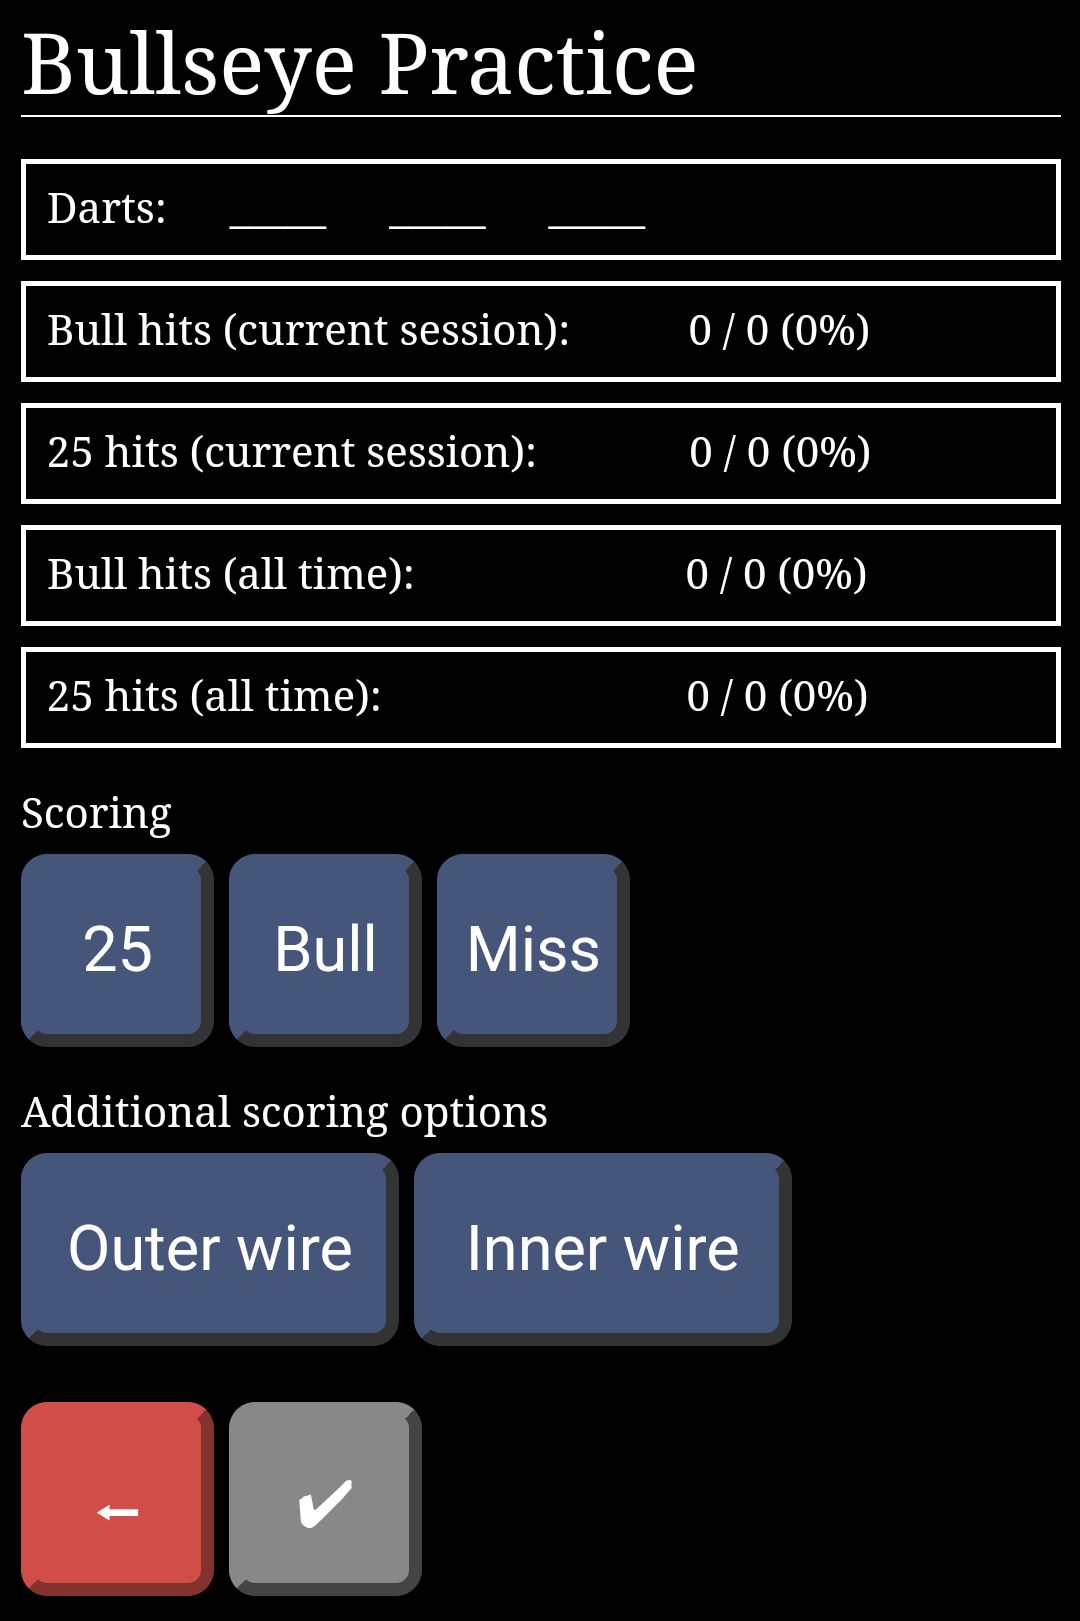 Bullseye Practice
Darts: _____ _____ _____
Bull hits (current session): 0 / 0 (0%)
25 hits (current session): 0 / 0 (0%)
Bull hits (all time): 0 / 0 (0%)
25 hits (all time): 0 / 0 (0%)
Scoring
25 Bull Miss
Additional scoring options
Outer wire Inner wire
← ✔